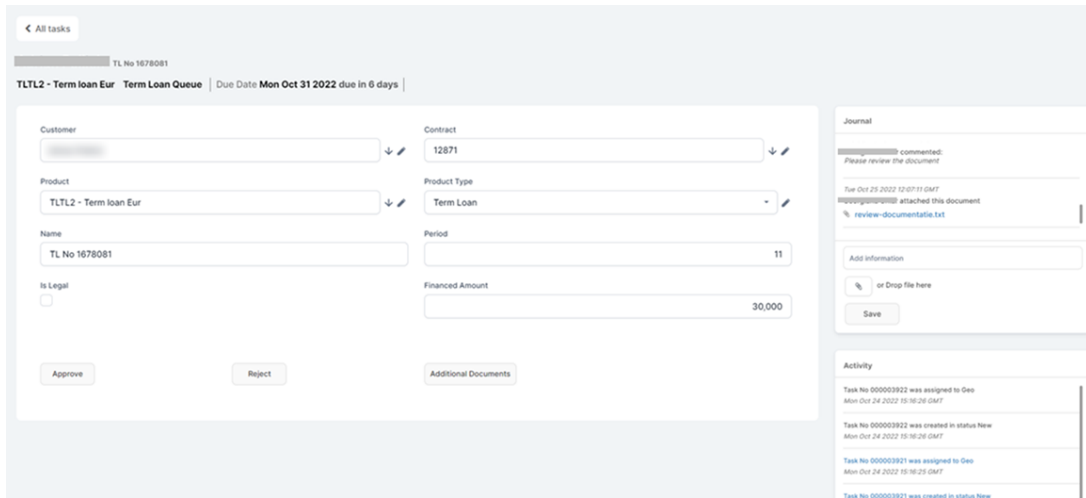 All tasks
TL No 1678081
TLTL2 - Term loan Eur Term Loan Queue Due Date Mon Oct 31 2022 due in 6 days
Customer
Contract
12871
Product
TLTL2 - Term loan Eur
Product Type
Term Loan
Name
TL No 1678081
Period
11
Is Legal
Financed Amount
30,000
Approve
Reject
Additional Documents
Journal
commented:
Please review the document
Tue Oct 25 2022 12:07:11 GMT
attached this document
review-documentatie.txt
Add information
or Drop file here
Save
Activity
Task No 000003922 was assigned to Geo
Mon Oct 24 2022 15:16:26 GMT
Task No 000003922 was created in status New
Mon Oct 24 2022 15:16:26 GMT
Task No 000003921 was assigned to Geo
Mon Oct 24 2022 15:16:25 GMT
Task No 000003921 was created in status New